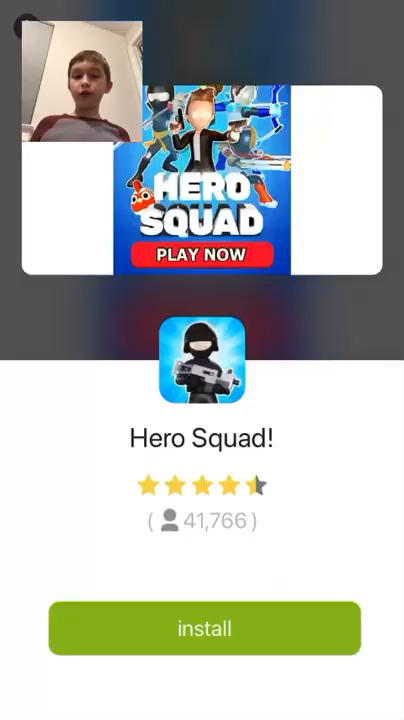 HERO
SQUAD
PLAY NOW
Hero Squad!
( 41,766 )
install